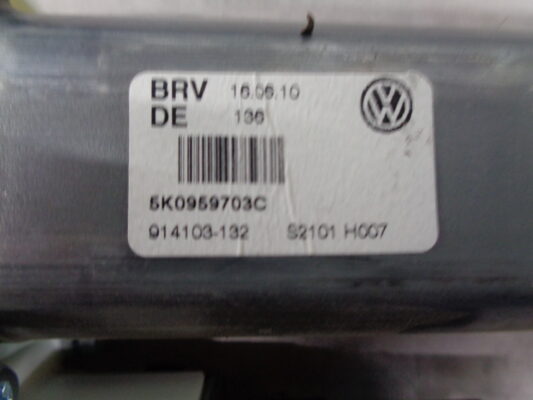 BRV 16.06.10
DE 136
5K0959703C
914103-132 S2101 H007